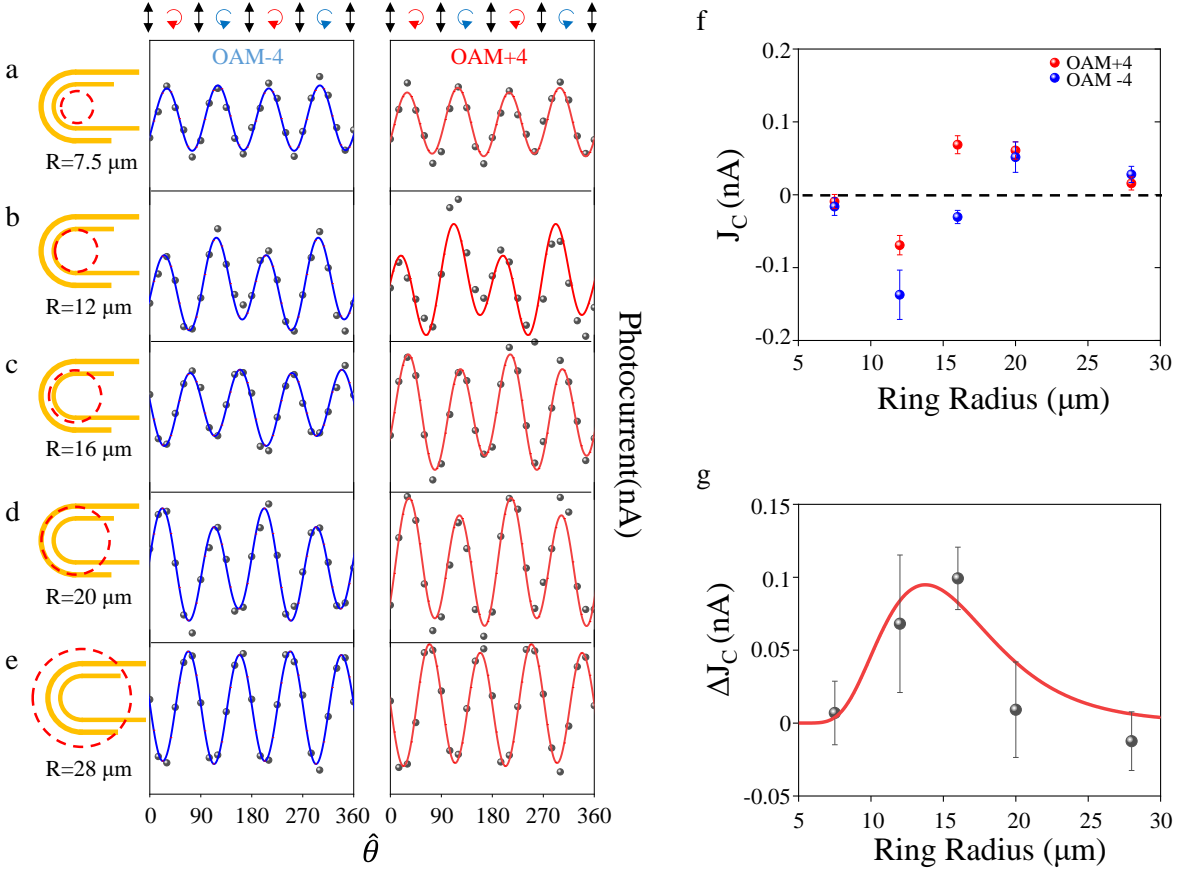 OAM-4
OAM+4
a
R=7.5 μm
b
R=12 μm
c
R=16 μm
d
R=20 μm
e
R=28 μm
0 90 180 270 360
0 90 180 270 360
θ̂
Photocurrent(nA)
f
OAM+4
OAM -4
0.2
0.1
0
-0.1
-0.2
J_C (nA)
5 10 15 20 25 30
Ring Radius (μm)
g
0.15
0.1
0.05
0
-0.05
ΔJ_C (nA)
5 10 15 20 25 30
Ring Radius (μm)